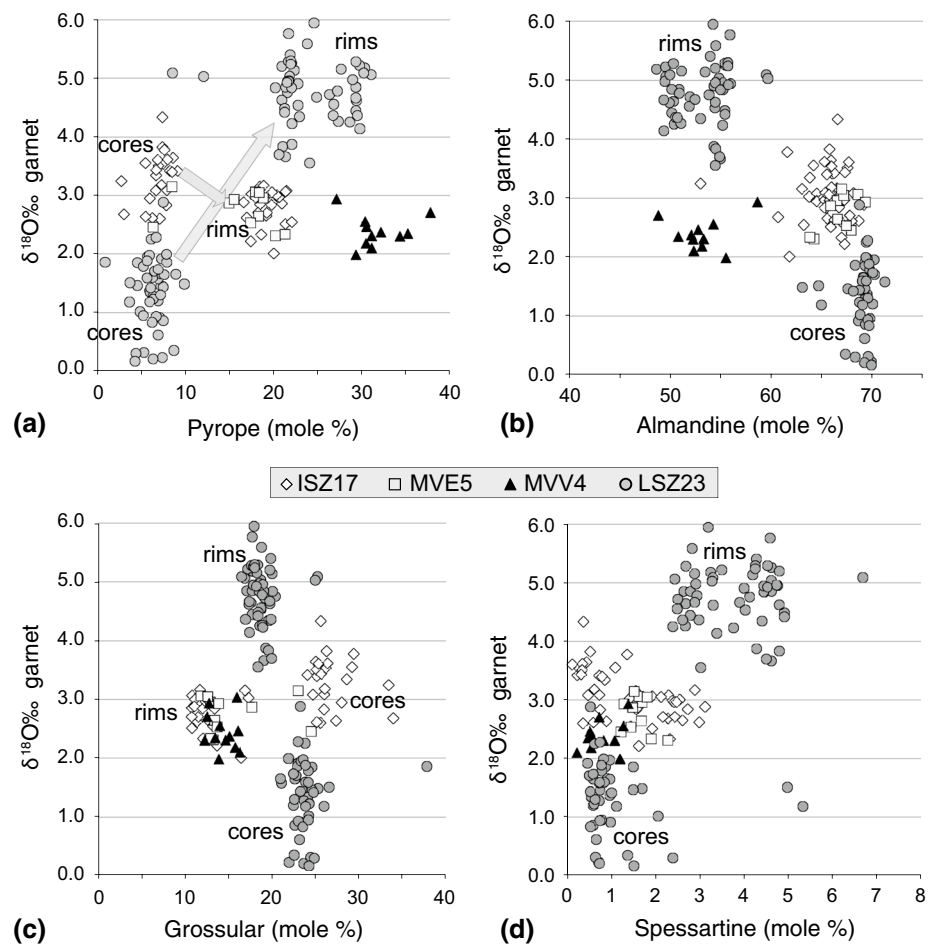 6.0
5.0
4.0
3.0
2.0
1.0
0.0
δ¹⁸O‰ garnet
rims
cores
rims
cores
0 10 20 30 40
(a) Pyrope (mole %)
6.0
5.0
4.0
3.0
2.0
1.0
0.0
δ¹⁸O‰ garnet
rims
cores
40 50 60 70
(b) Almandine (mole %)
ISZ17 MVE5 MVV4 LSZ23
6.0
5.0
4.0
3.0
2.0
1.0
0.0
δ¹⁸O‰ garnet
rims
rims
cores
cores
0 10 20 30 40
(c) Grossular (mole %)
6.0
5.0
4.0
3.0
2.0
1.0
0.0
δ¹⁸O‰ garnet
rims
cores
0 1 2 3 4 5 6 7 8
(d) Spessartine (mole %)